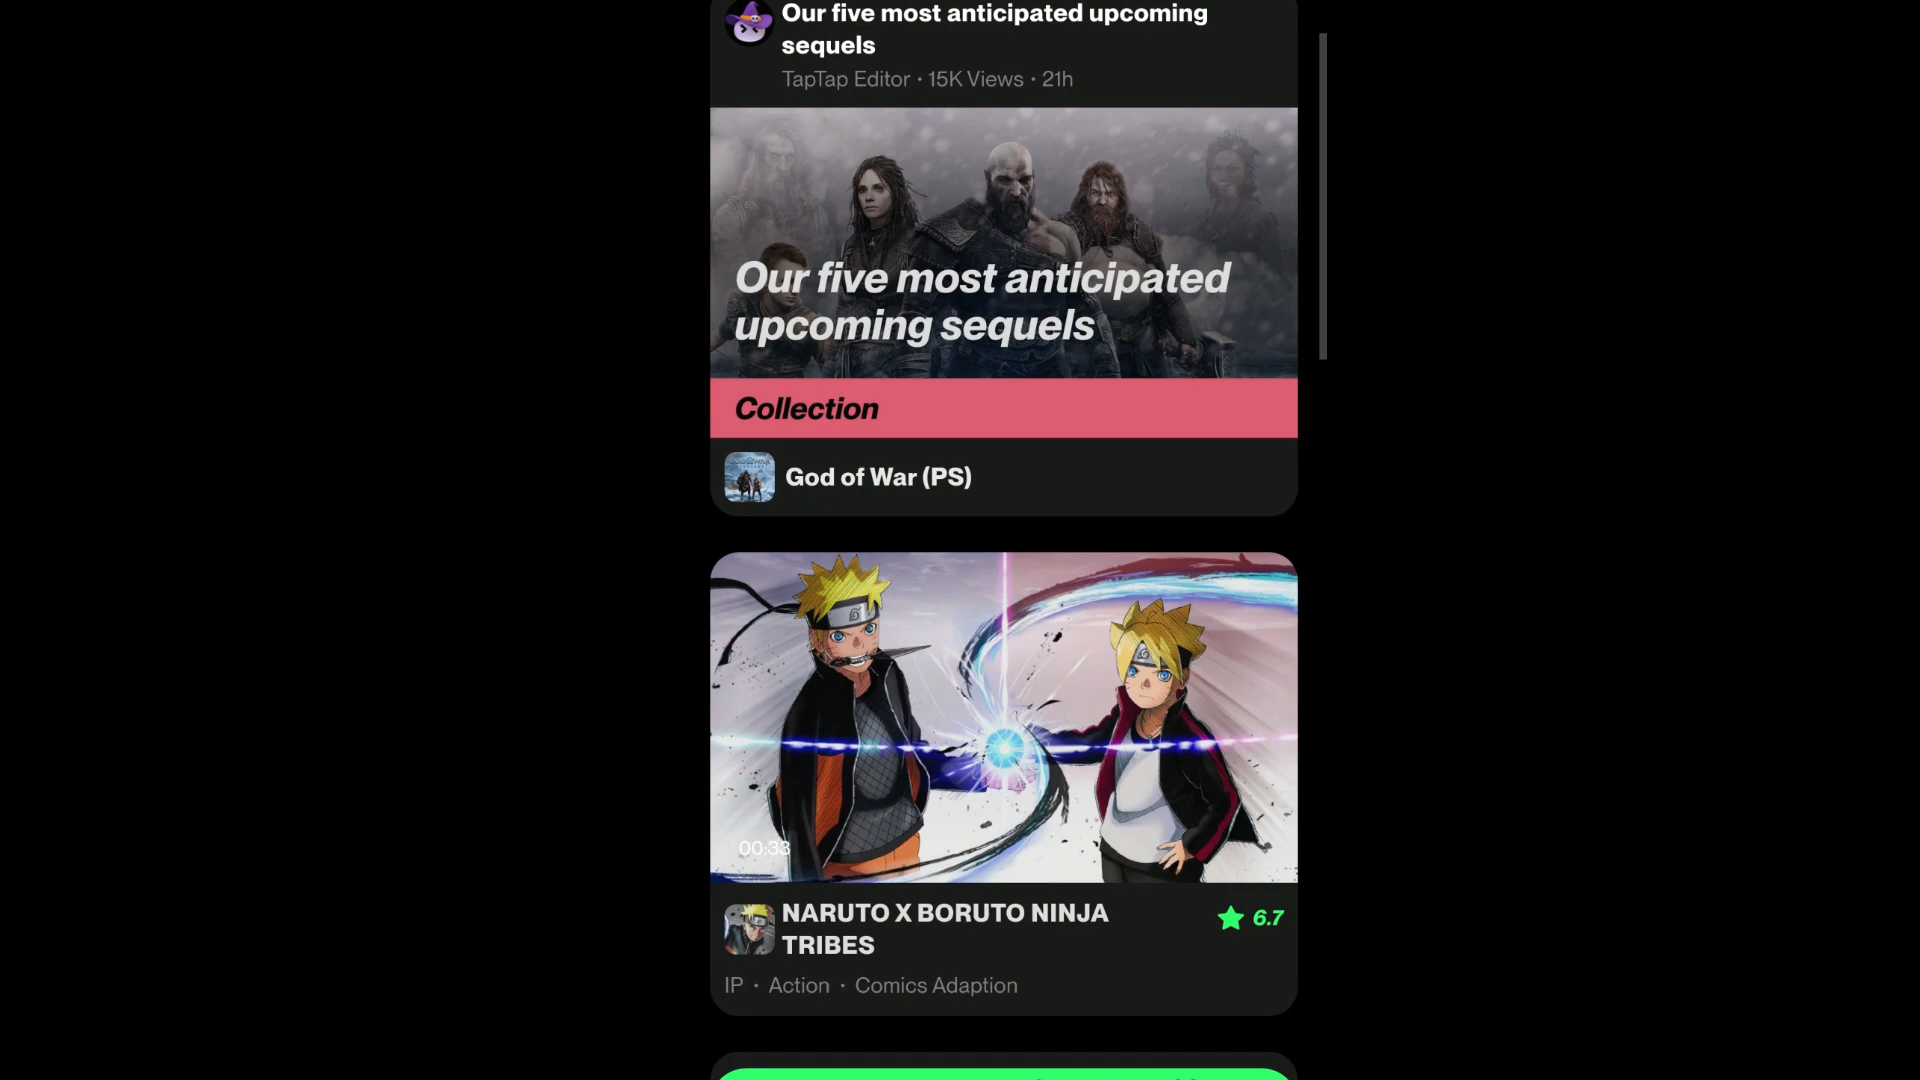 Our five most anticipated upcoming
sequels
TapTap Editor · 15K Views · 21h
Our five most anticipated
upcoming sequels
Collection
God of War (PS)
00:33
NARUTO X BORUTO NINJA
TRIBES
6.7
IP · Action · Comics Adaption